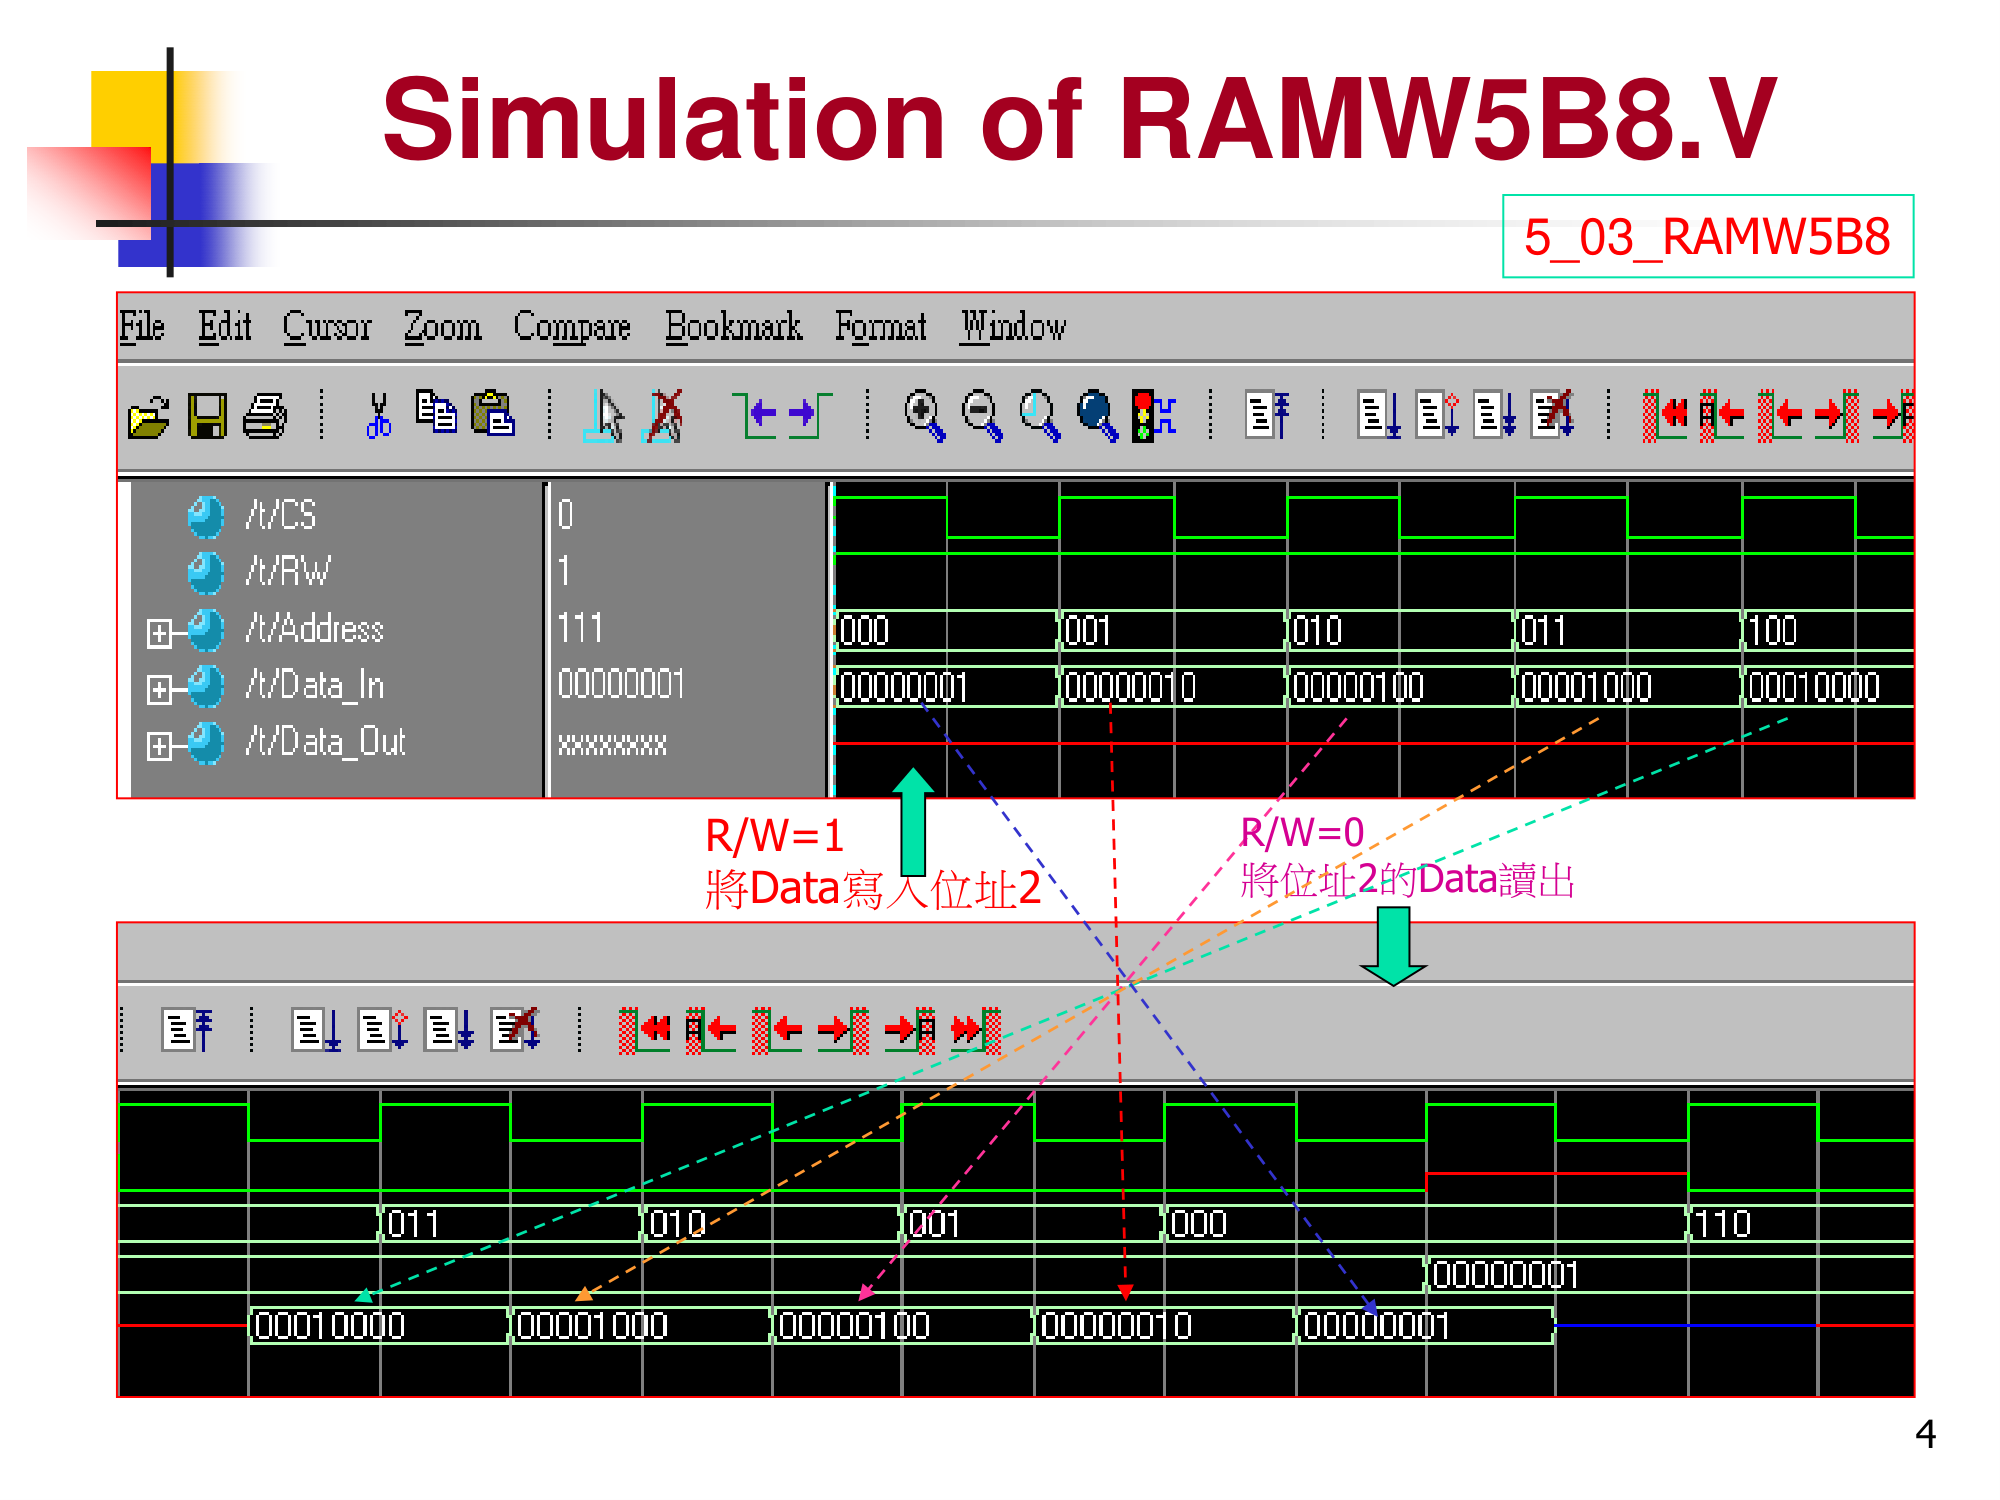 Simulation of RAMW5B8.V
5_03_RAMW5B8
File Edit Cursor Zoom Compare Bookmark Format Window
/t/CS 0
/t/RW 1
/t/Address 111 000 001 010 011 100
/t/Data_In 00000001 00000001 00000010 00000100 00001000 00010000
/t/Data_Out xxxxxxxx
R/W=1
將Data寫入位址2
R/W=0
將位址2的Data讀出
011 010 001 000 110
00000001
00010000 00001000 00000100 00000010 00000001
4